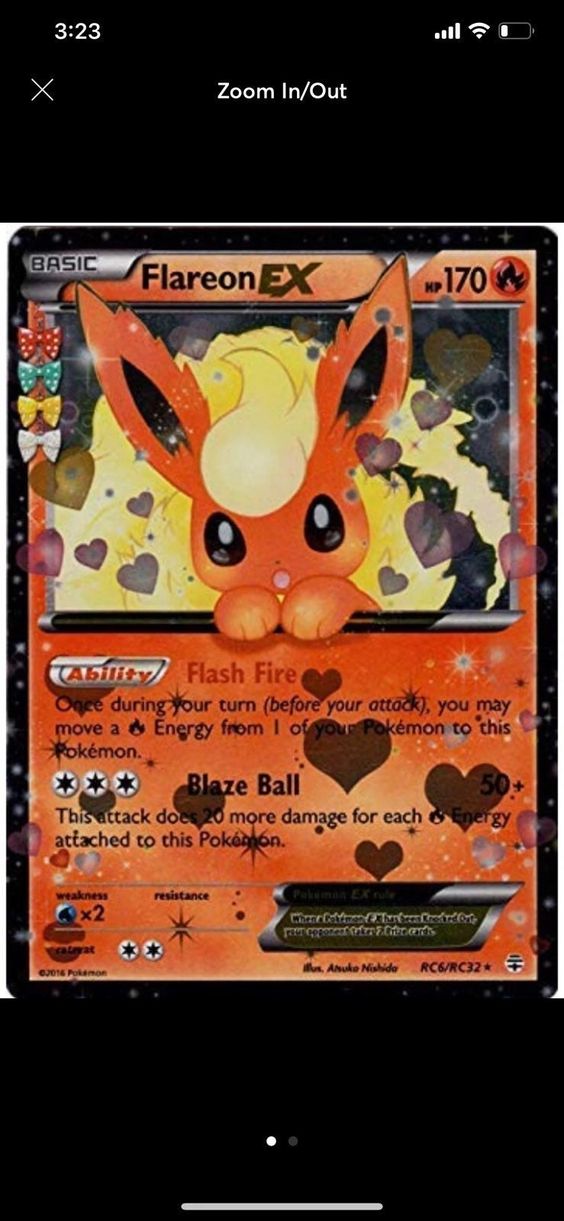 3:23
Zoom In/Out
BASIC
Flareon EX
HP 170
Ability Flash Fire
Once during your turn (before your attack), you may
move a Energy from 1 of your Pokémon to this
Pokémon.
Blaze Ball 50+
This attack does 20 more damage for each Energy
attached to this Pokémon.
weakness resistance
×2
retreat
Pokémon EX rule
When a Pokémon-EX has been Knocked Out,
your opponent takes 2 Prize cards.
©2016 Pokémon
Illus. Atsuko Nishida
RC6/RC32